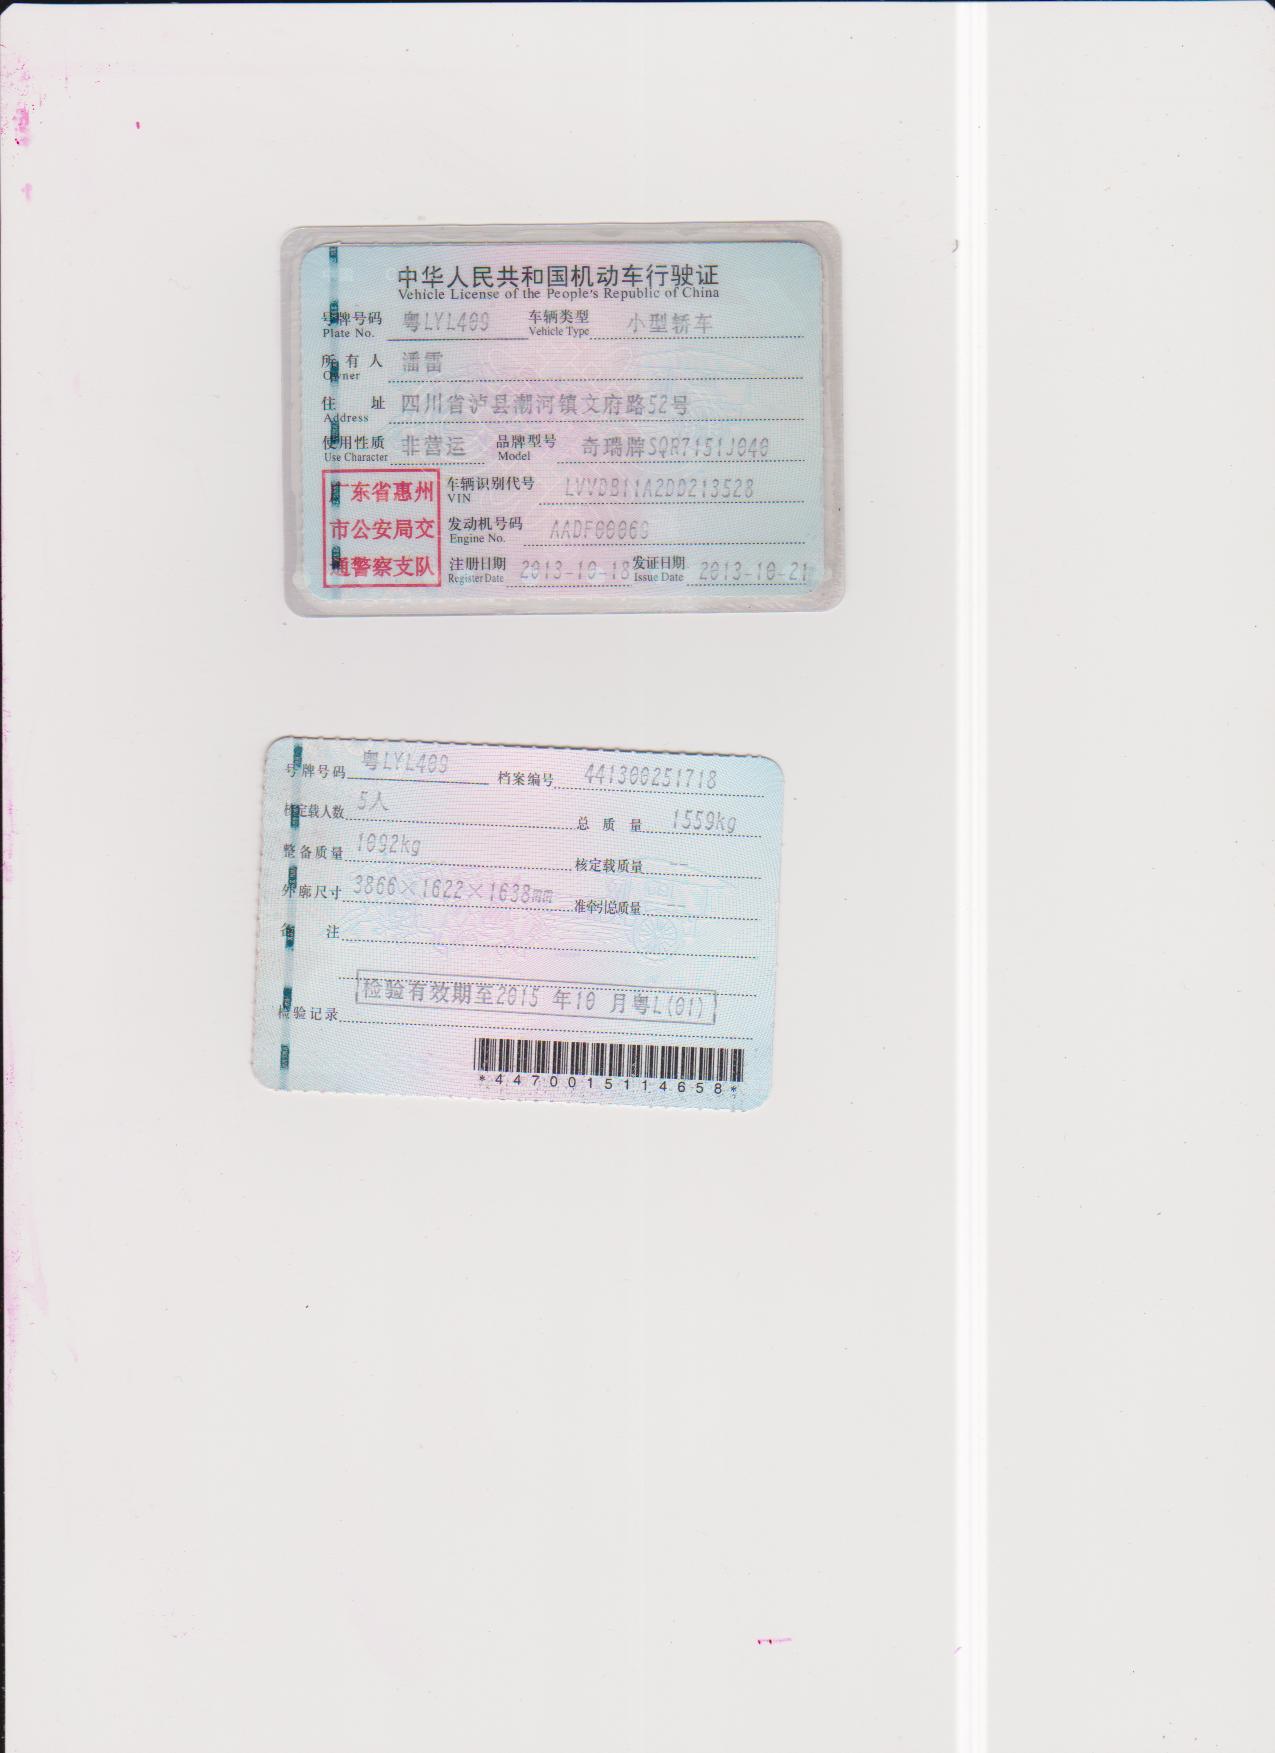 中华人民共和国机动车行驶证
Vehicle License of the People's Republic of China
号牌号码 粤LYL409 车辆类型 小型轿车
Plate No. Vehicle Type
所有人 潘雷
Owner
住址 四川省泸县潮河镇文府路52号
Address
使用性质 非营运 品牌型号 奇瑞牌SQR7151J040
Use Character Model
广东省惠州
市公安局交
通警察支队
车辆识别代号 LVVDB11A2DD213528
VIN
发动机号码 AADF00069
Engine No.
注册日期 2013-10-18 发证日期 2013-10-21
Register Date Issue Date
号牌号码 粤LYL409 档案编号 441300251718
核定载人数 5人 总质量 1559kg
整备质量 1092kg 核定载质量 --
外廓尺寸 3866×1622×1638mm 准牵引总质量 --
备注
检验有效期至2015 年10 月粤L(01)
检验记录
*4470015114658*